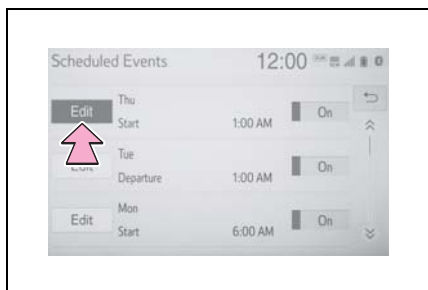 Scheduled Events 12:00
Edit Thu
Start 1:00 AM On
Edit Tue
Departure 1:00 AM On
Edit Mon
Start 6:00 AM On